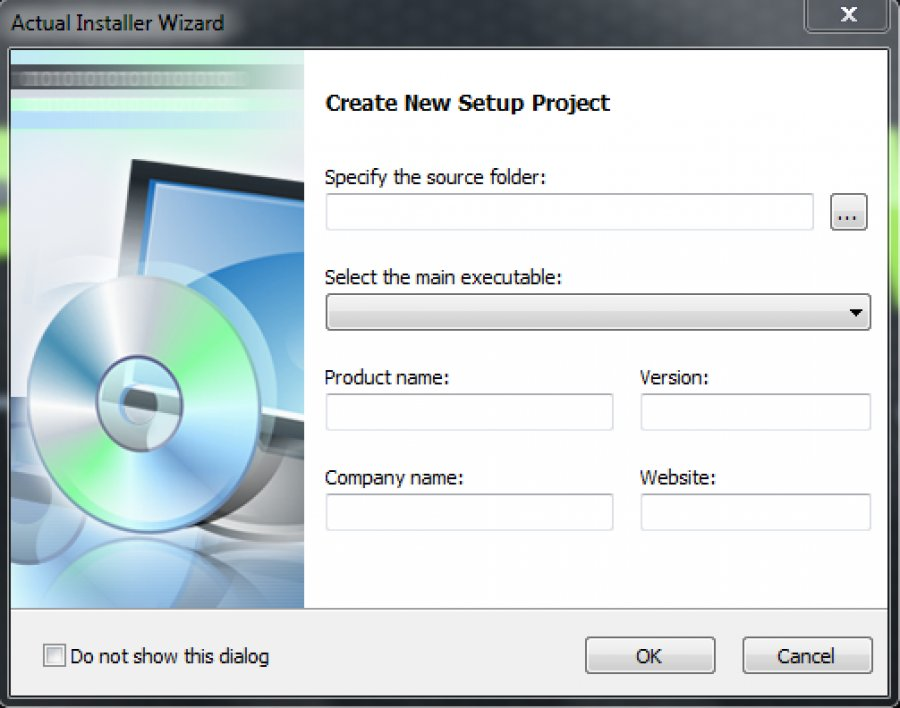 Actual Installer Wizard
1010101010101010101
Create New Setup Project
Specify the source folder:
...
Select the main executable:
Product name:
Version:
Company name:
Website:
Do not show this dialog
OK
Cancel